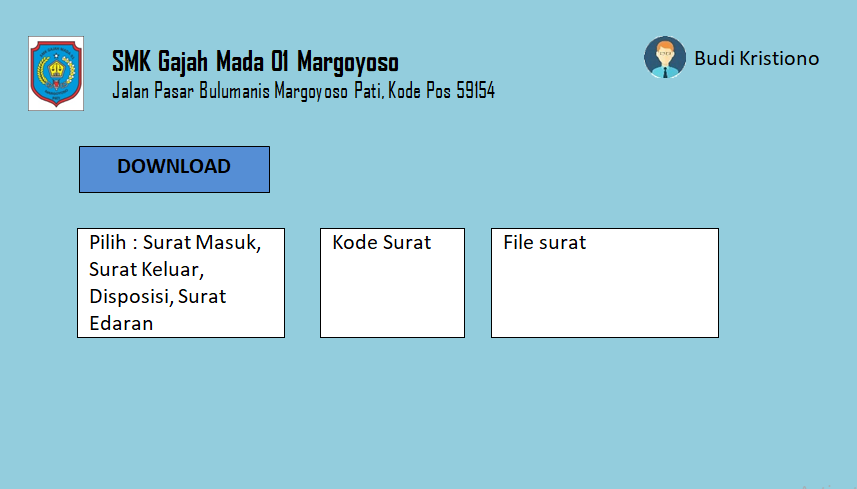 SMK Gajah Mada 01 Margoyoso
Jalan Pasar Bulumanis Margoyoso Pati, Kode Pos 59154
Budi Kristiono
DOWNLOAD
Pilih : Surat Masuk,
Surat Keluar,
Disposisi, Surat
Edaran
Kode Surat
File surat